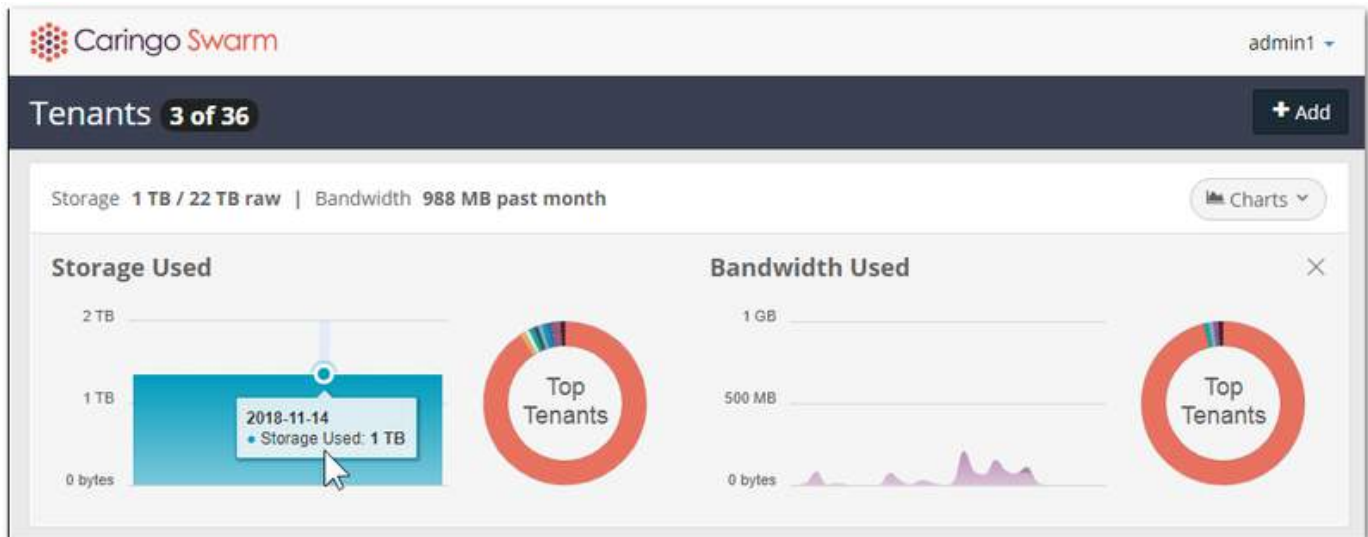 Caringo Swarm
admin1
Tenants 3 of 36
+ Add
Storage 1 TB / 22 TB raw | Bandwidth 988 MB past month
Charts
Storage Used
2 TB
1 TB
0 bytes
2018-11-14
• Storage Used: 1 TB
Top
Tenants
Bandwidth Used
1 GB
500 MB
0 bytes
Top
Tenants